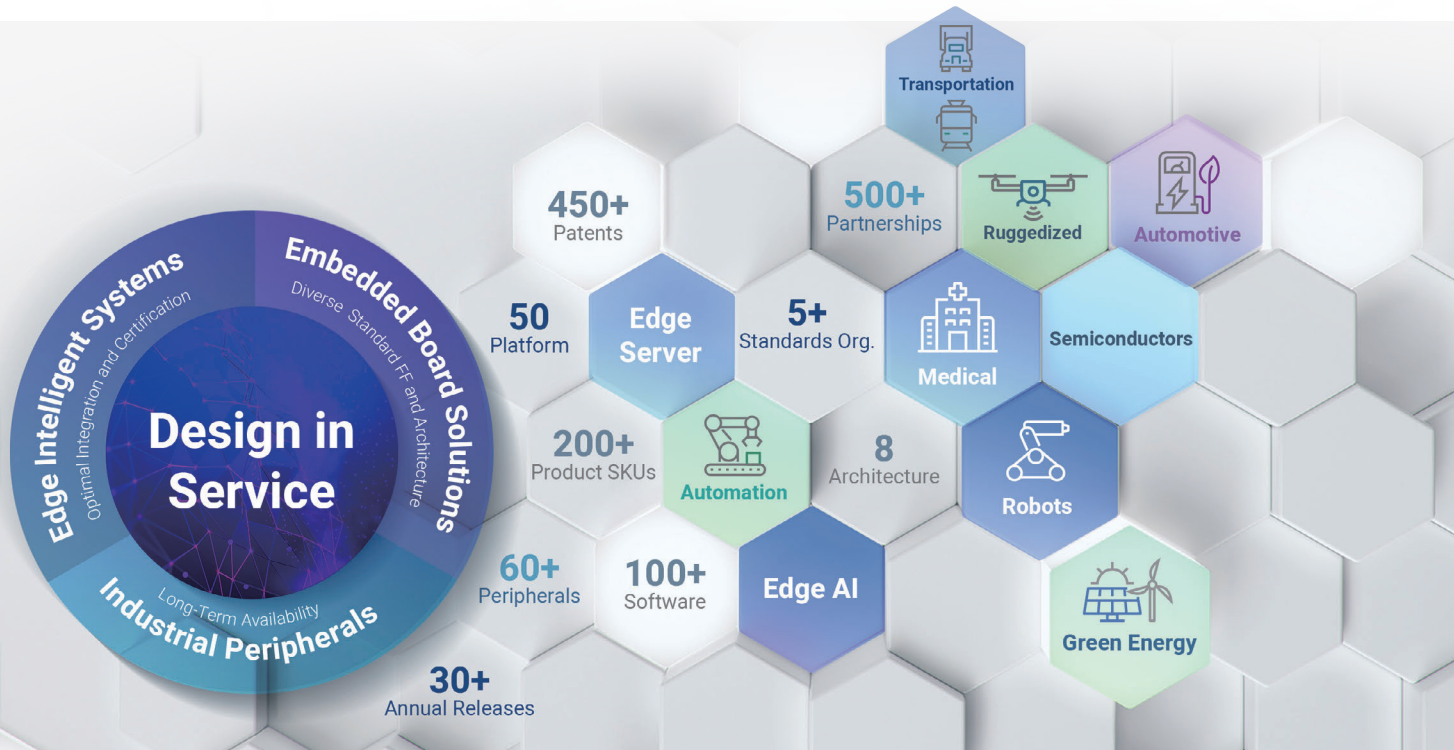 Edge Intelligent Systems
Optimal Integration and Certification
Embedded Board Solutions
Diverse Standard FF and Architecture
Industrial Peripherals
Long-Term Availability
Design in
Service
Transportation
450+
Patents
500+
Partnerships
Ruggedized
Automotive
50
Platform
Edge
Server
5+
Standards Org.
Medical
Semiconductors
200+
Product SKUs
Automation
8
Architecture
Robots
60+
Peripherals
100+
Software
Edge AI
Green Energy
30+
Annual Releases